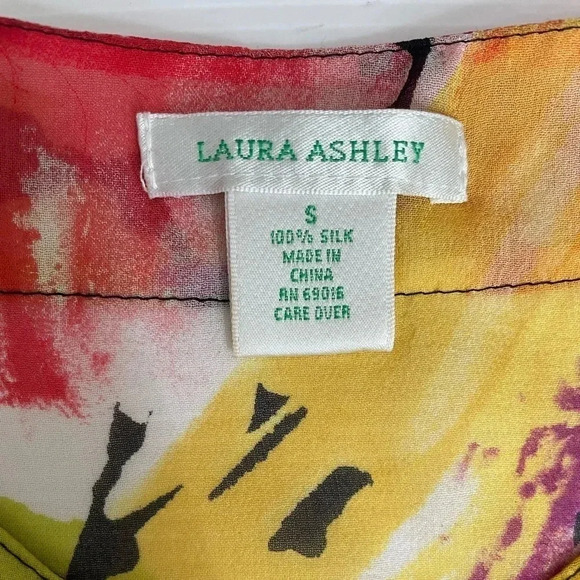 LAURA ASHLEY
S
100% SILK
MADE IN
CHINA
RN 69016
CARE OVER